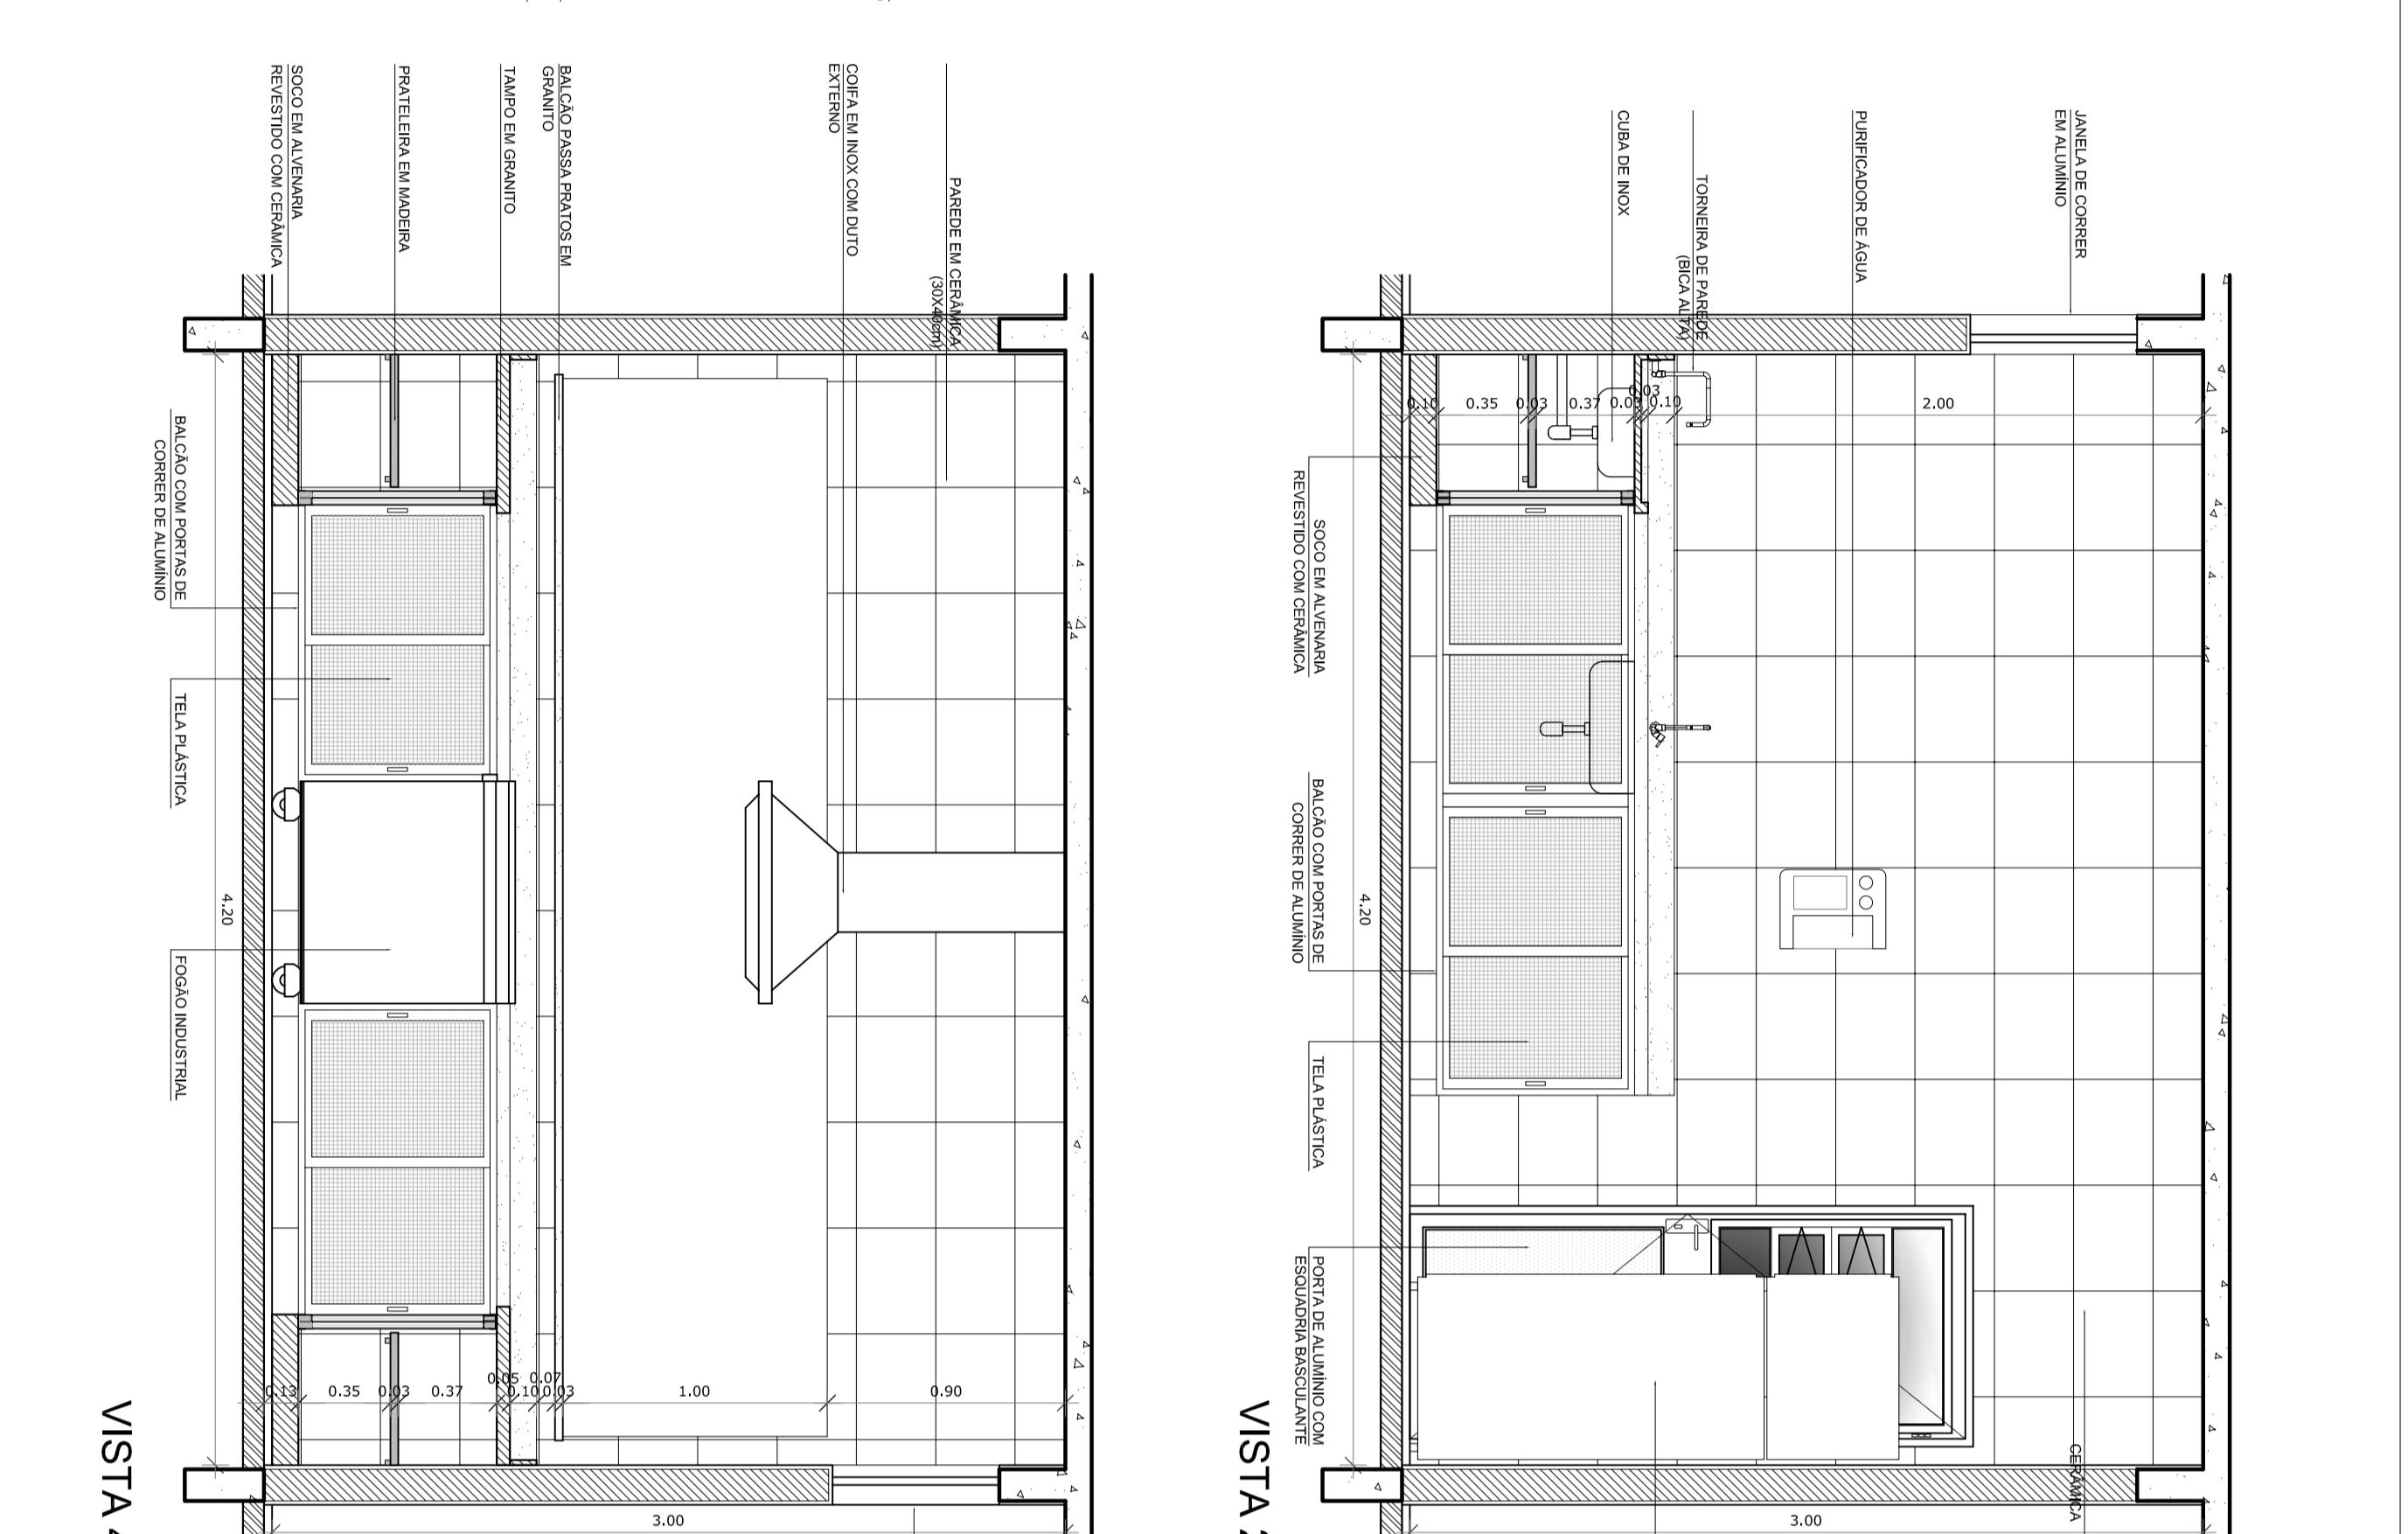 JANELA DE CORRER
EM ALUMÍNIO
PURIFICADOR DE ÁGUA
TORNEIRA DE PAREDE
(BICA ALTA)
CUBA DE INOX
0.10
0.35
0.03
0.37
0.03
0.10
2.00
SOCO EM ALVENARIA
REVESTIDO COM CERÂMICA
BALCÃO COM PORTAS DE
CORRER DE ALUMÍNIO
TELA PLÁSTICA
PORTA DE ALUMÍNIO COM
ESQUADRIA BASCULANTE
CERÂMICA
4.20
3.00
VISTA
PAREDE EM CERÂMICA
(30X40cm)
COIFA EM INOX COM DUTO
EXTERNO
BALCÃO PASSA PRATOS EM
GRANITO
TAMPO EM GRANITO
PRATELEIRA EM MADEIRA
SOCO EM ALVENARIA
REVESTIDO COM CERÂMICA
BALCÃO COM PORTAS DE
CORRER DE ALUMÍNIO
TELA PLÁSTICA
FOGÃO INDUSTRIAL
4.20
0.13
0.35
0.03
0.37
0.05
0.10
0.07
0.03
1.00
0.90
3.00
VISTA